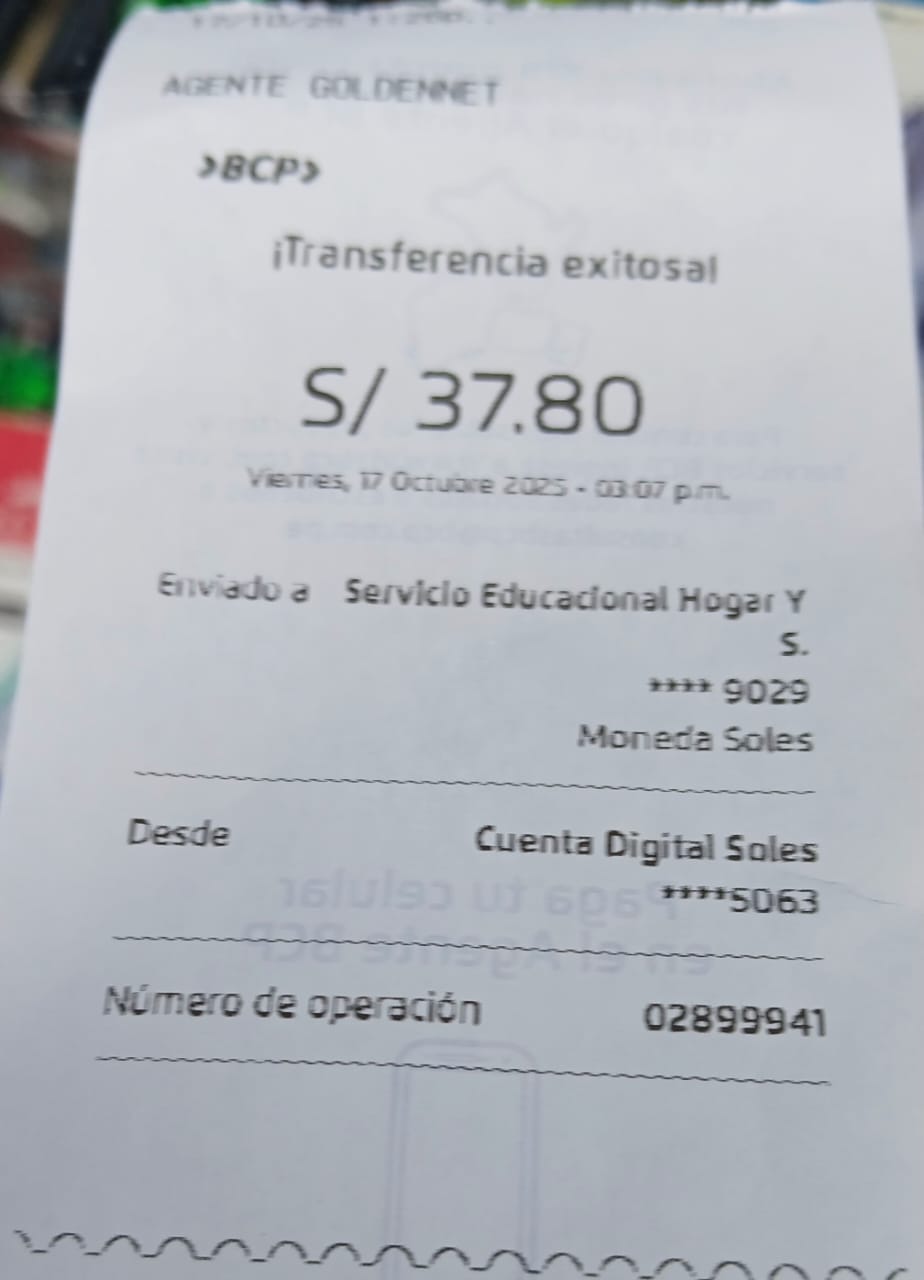 AGENTE GOLDENNET
›BCP›
¡Transferencia exitosa!
S/ 37.80
Viernes, 17 Octubre 2025 - 03:07 p.m.
Enviado a Servicio Educacional Hogar Y
S.
**** 9029
Moneda Soles
Desde Cuenta Digital Soles
****5063
Número de operación 02899941